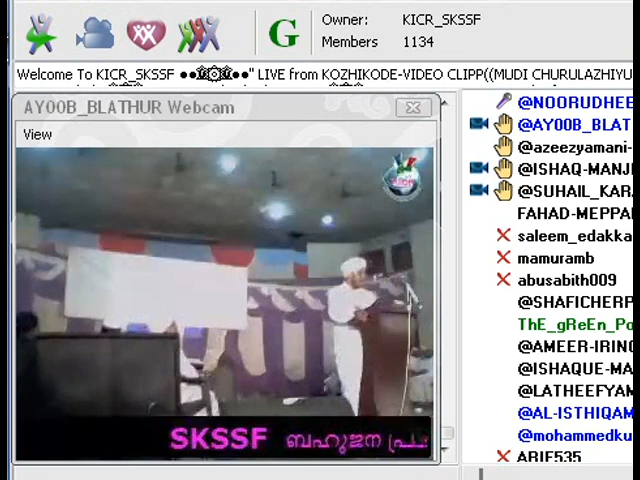 Owner: KICR_SKSSF
Members 1134
Welcome To KICR_SKSSF ●●۞●●" LIVE from KOZHIKODE-VIDEO CLIPP((MUDI CHURULAZHIYU
AY00B_BLATHUR Webcam
View
SKSSF ബഹുജന
@NOORUDHEE
@AY00B_BLAT
@azeezyamani-
@ISHAQ-MANJI
@SUHAIL_KAR
FAHAD-MEPPA
saleem_edakka
mamuramb
abusabith009
@SHAFICHERP
ThE_gReEn_Po
@AMEER-IRING
@ISHAQUE-MA
@LATHEEFYAM
@AL-ISTHIQAM
@mohammedku
ARIF535